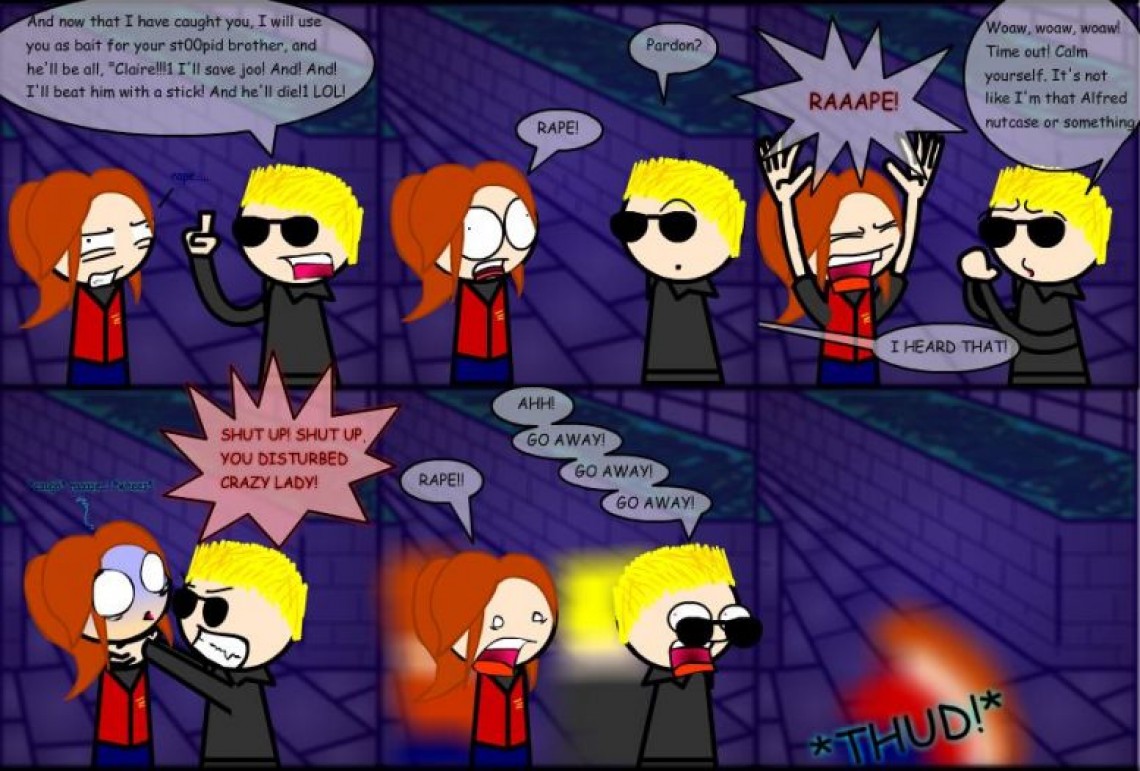 And now that I have caught you, I will use
you as bait for your st00pid brother, and
he'll be all, "Claire!!!1 I'll save joo! And! And!
I'll beat him with a stick! And he'll die!1 LOL!
rape....
RAPE!
Pardon?
RAAAPE!
Woaw, woaw, woaw!
Time out! Calm
yourself. It's not
like I'm that Alfred
nutcase or something
I HEARD THAT!
SHUT UP! SHUT UP,
YOU DISTURBED
CRAZY LADY!
RAPE!!
AHH!
GO AWAY!
GO AWAY!
GO AWAY!
*THUD!*